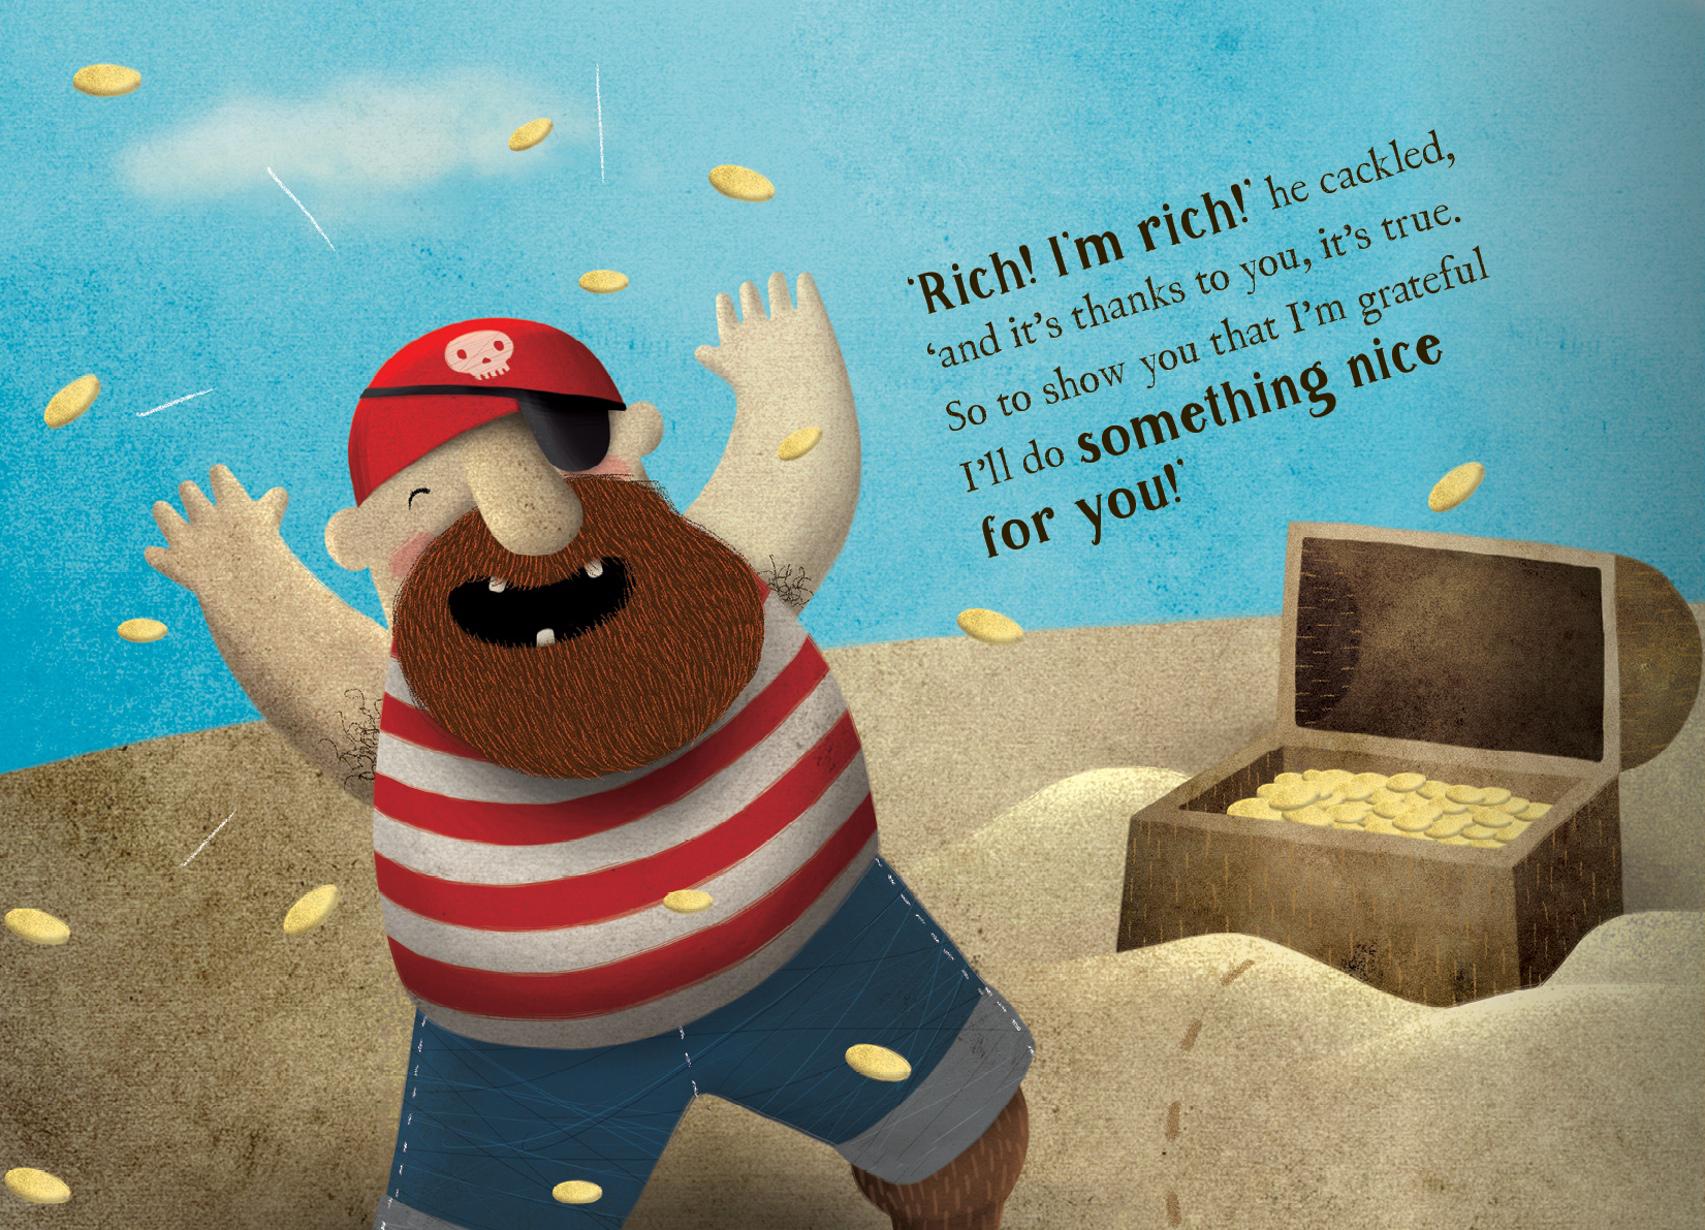 ‘Rich! I’m rich!’ he cackled,
‘and it’s thanks to you, it’s true.
So to show you that I’m grateful
I’ll do something nice
for you!’